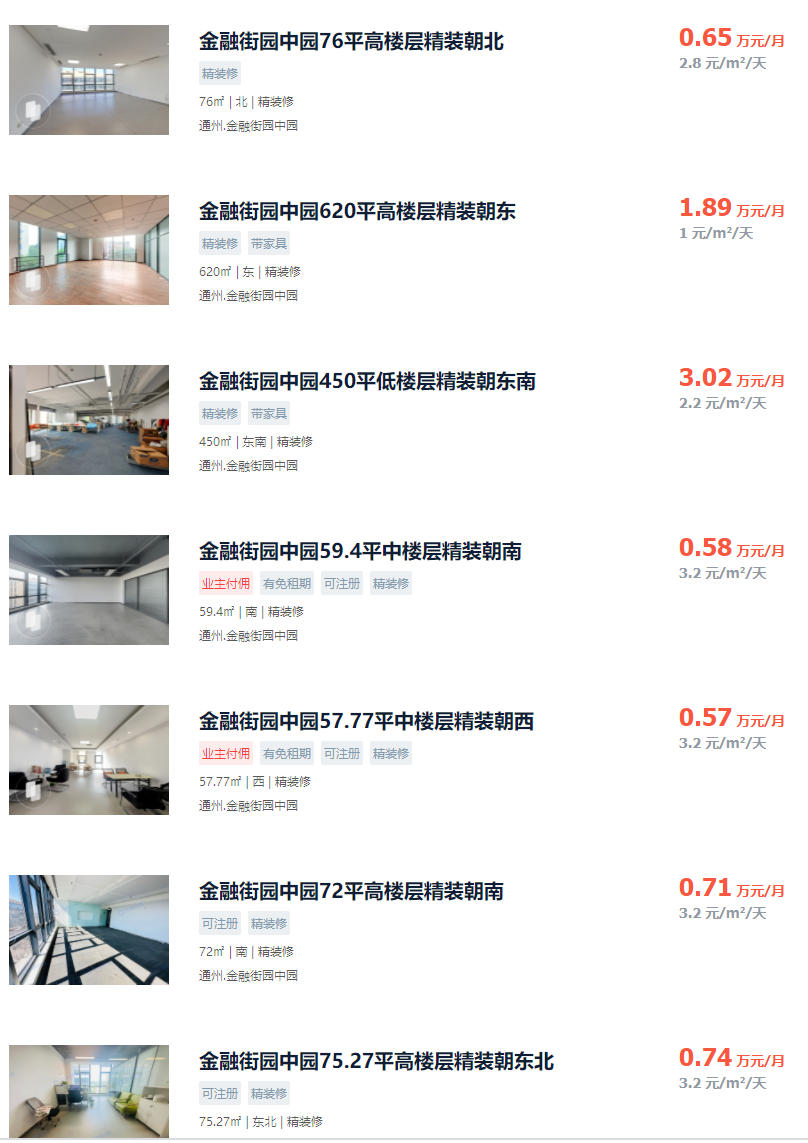 金融街园中园76平高楼层精装朝北
0.65 万元/月
精装修
2.8 元/m²/天
76㎡ | 北 | 精装修
通州.金融街园中园
金融街园中园620平高楼层精装朝东
1.89 万元/月
精装修 带家具
1 元/m²/天
620㎡ | 东 | 精装修
通州.金融街园中园
金融街园中园450平低楼层精装朝东南
3.02 万元/月
精装修 带家具
2.2 元/m²/天
450㎡ | 东南 | 精装修
通州.金融街园中园
金融街园中园59.4平中楼层精装朝南
0.58 万元/月
业主付佣 有免租期 可注册 精装修
3.2 元/m²/天
59.4㎡ | 南 | 精装修
通州.金融街园中园
金融街园中园57.77平中楼层精装朝西
0.57 万元/月
业主付佣 有免租期 可注册 精装修
3.2 元/m²/天
57.77㎡ | 西 | 精装修
通州.金融街园中园
金融街园中园72平高楼层精装朝南
0.71 万元/月
可注册 精装修
3.2 元/m²/天
72㎡ | 南 | 精装修
通州.金融街园中园
金融街园中园75.27平高楼层精装朝东北
0.74 万元/月
可注册 精装修
3.2 元/m²/天
75.27㎡ | 东北 | 精装修